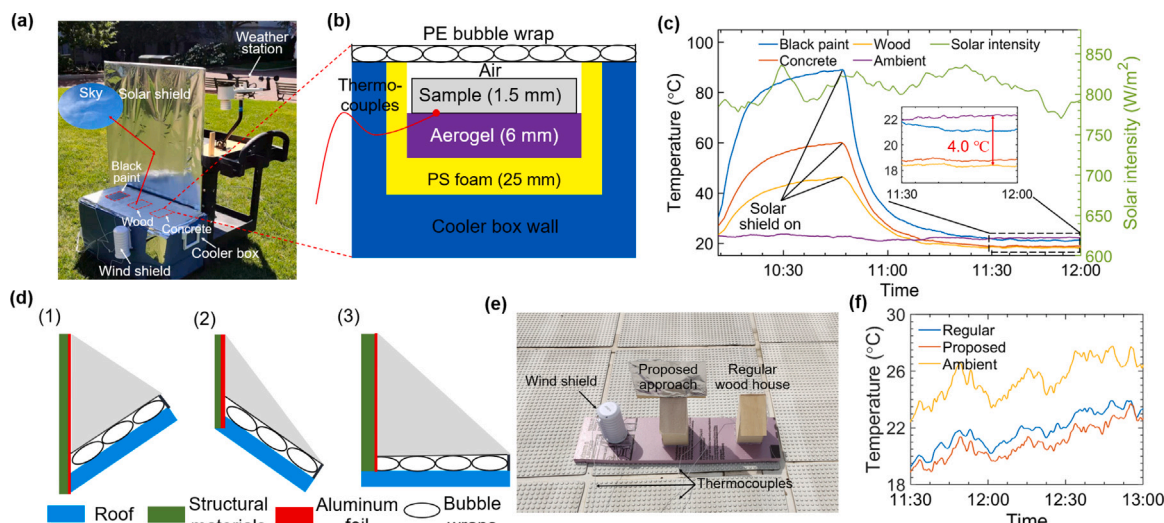 (a)
Weather
station
Solar shield
Sky
Black
paint
Wood
Concrete
Cooler box
Wind shield
(b)
PE bubble wrap
Air
Thermo-
couples
Sample (1.5 mm)
Aerogel (6 mm)
PS foam (25 mm)
Cooler box wall
(c)
Black paint
Wood
Solar intensity
Concrete
Ambient
Temperature (°C)
100
80
60
40
20
Solar
shield on
22
20
18
4.0 °C
11:30
12:00
10:30
11:00
11:30
12:00
Time
850
800
750
700
650
600
Solar intensity (W/m²)
(d)
(1)
(2)
(3)
Roof
Structural
materials
Aluminum
foil
Bubble
wraps
(e)
Wind shield
Proposed
approach
Regular
wood house
Thermocouples
(f)
Regular
Proposed
Ambient
Temperature (°C)
30
26
22
18
11:30
12:00
12:30
13:00
Time